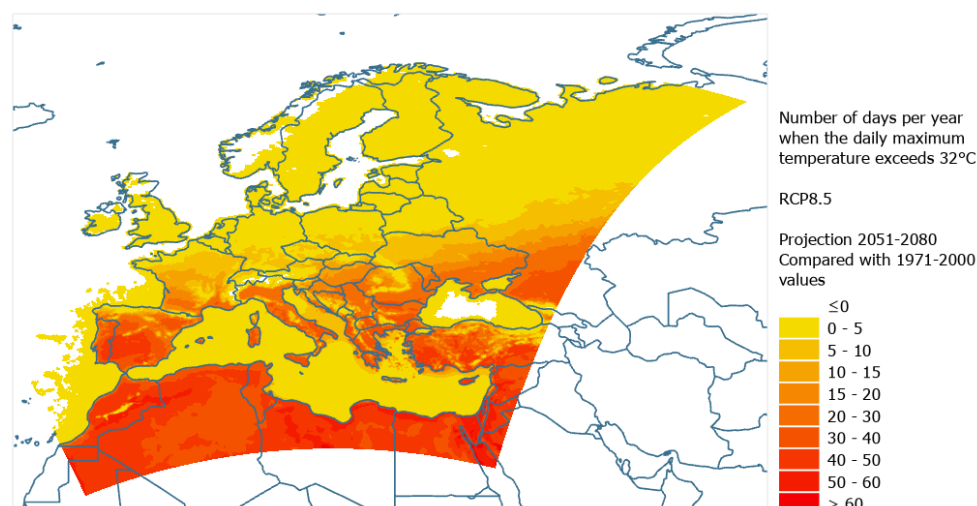 Number of days per year
when the daily maximum
temperature exceeds 32°C
RCP8.5
Projection 2051-2080
Compared with 1971-2000
values
≤0
0 - 5
5 - 10
10 - 15
15 - 20
20 - 30
30 - 40
40 - 50
50 - 60
> 60